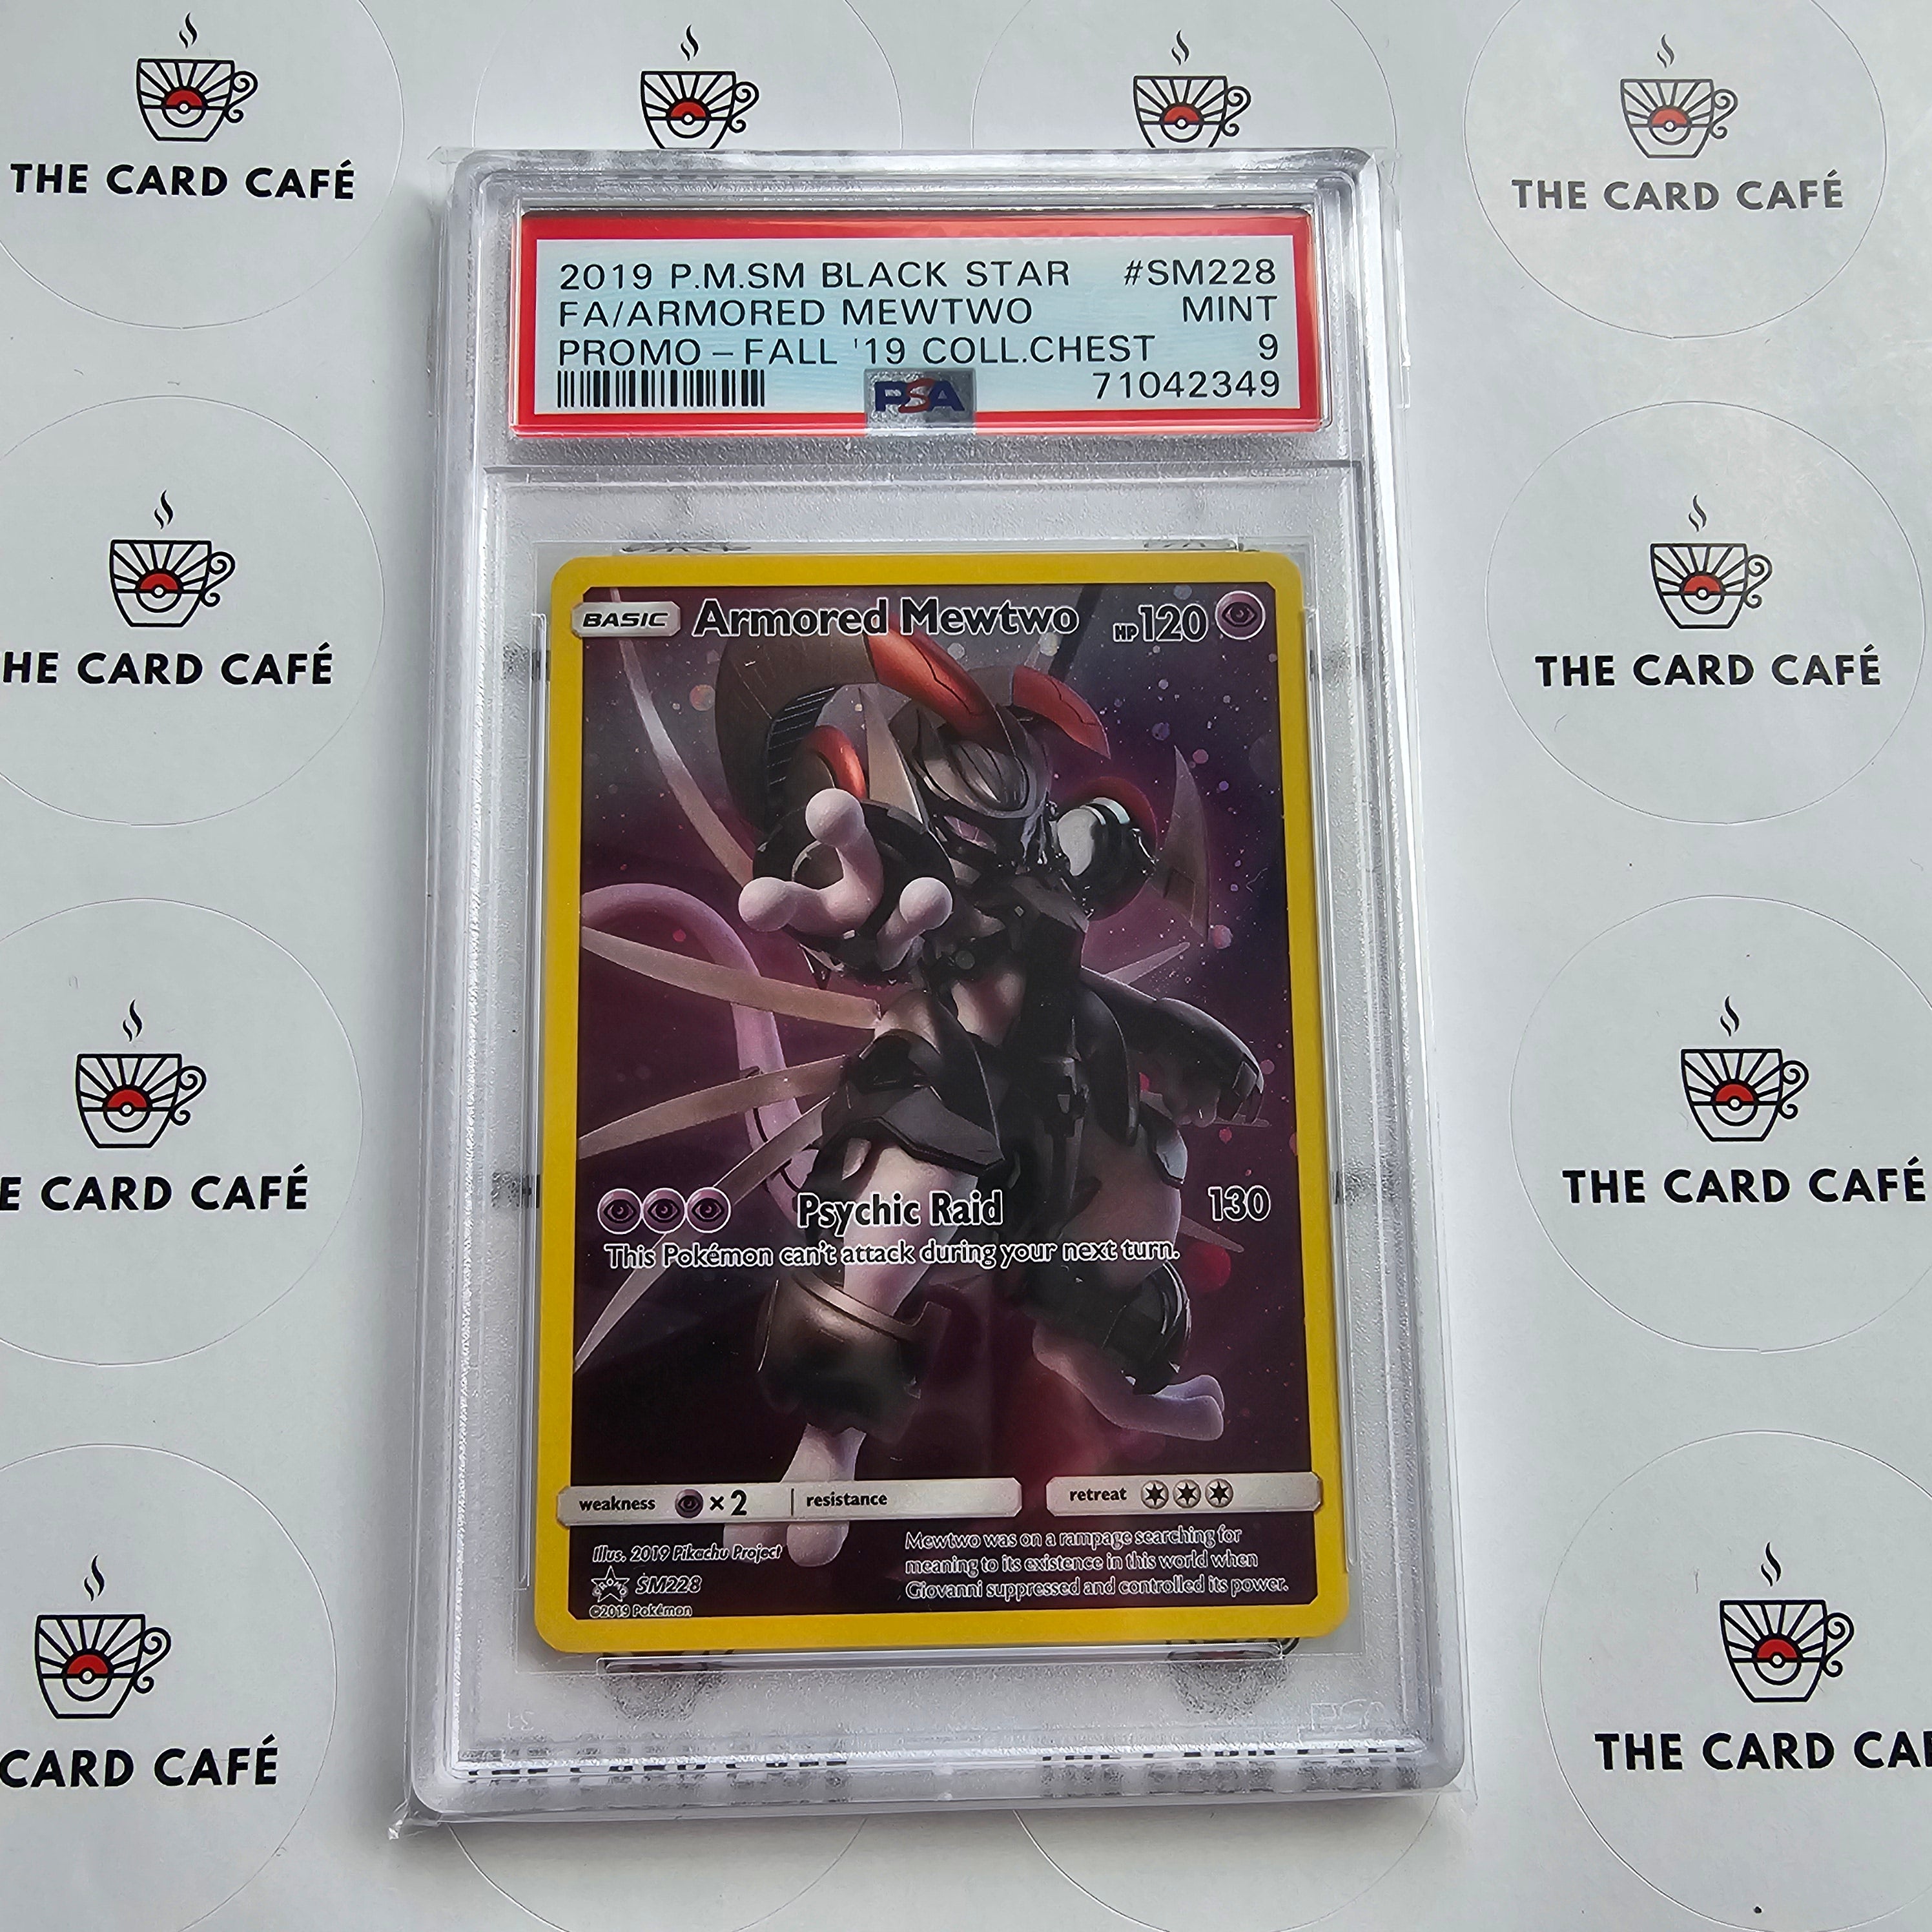 THE CARD CAFÉ
THE CARD CAFÉ
2019 P.M.SM BLACK STAR #SM228
FA/ARMORED MEWTWO MINT
PROMO – FALL '19 COLL.CHEST 9
PSA 71042349
HE CARD CAFÉ
THE CARD CAFÉ
BASIC Armored Mewtwo HP120
E CARD CAFÉ
THE CARD CAFÉ
Psychic Raid 130
This Pokémon can't attack during your next turn.
weakness ×2 resistance retreat
Illus. 2019 Pikachu Project
PROMO SM228
©2019 Pokémon
Mewtwo was on a rampage searching for
meaning to its existence in this world when
Giovanni suppressed and controlled its power.
CARD CAFÉ
THE CARD CAF